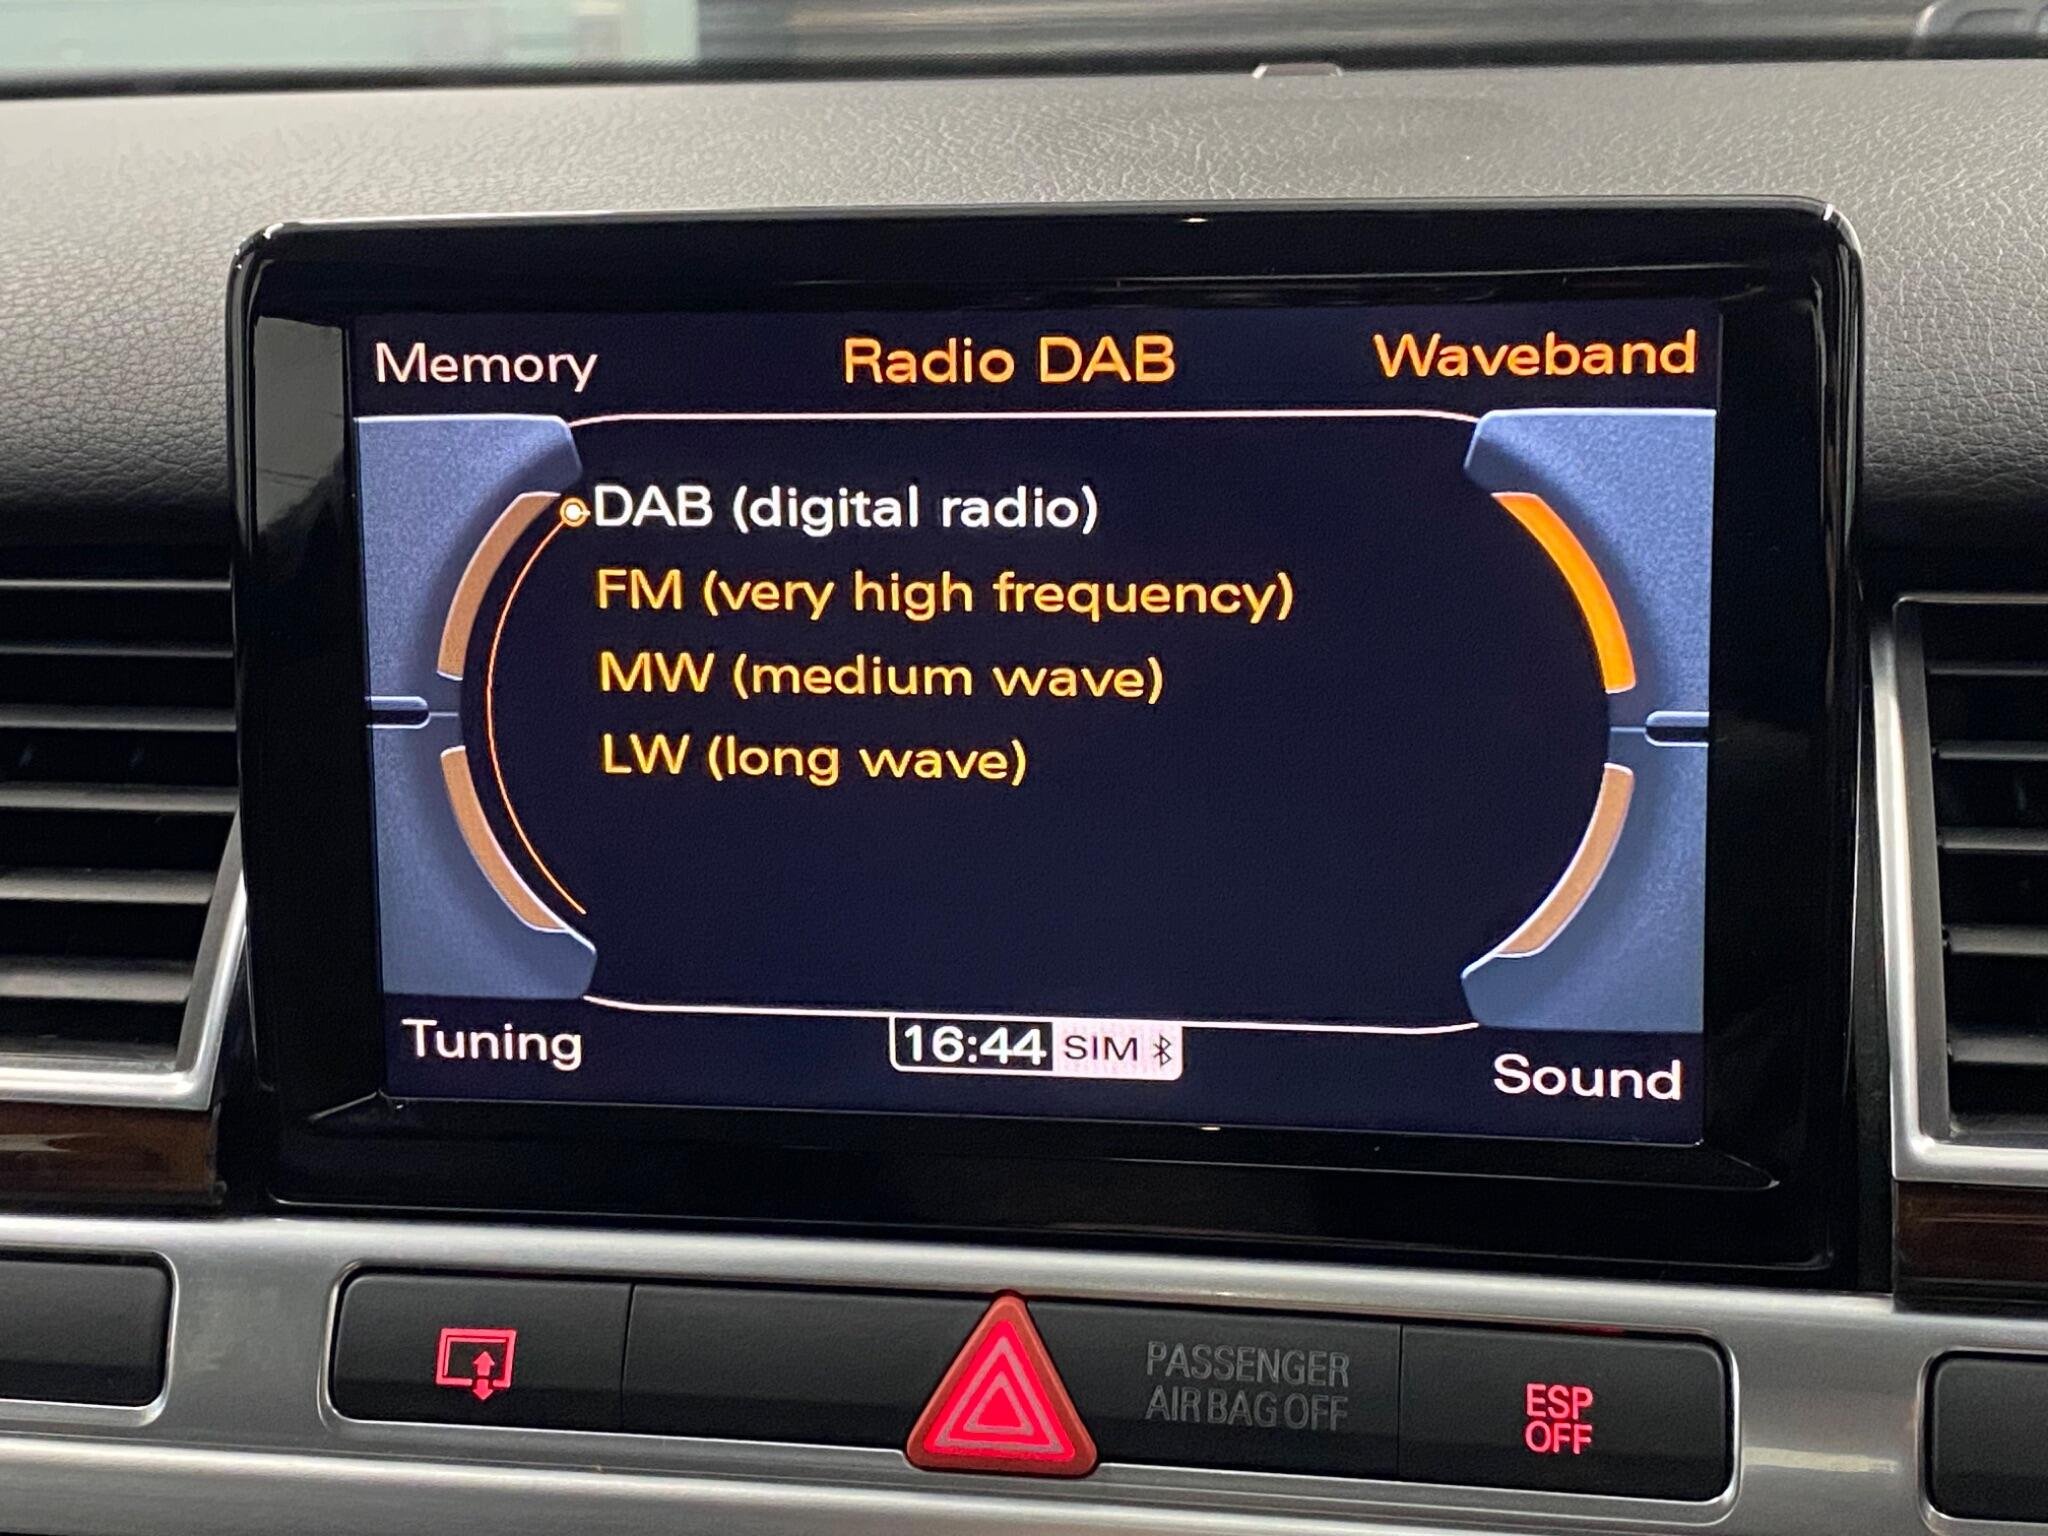 Memory Radio DAB Waveband
DAB (digital radio)
FM (very high frequency)
MW (medium wave)
LW (long wave)
Tuning 16:44 SIM Sound
PASSENGER
AIR BAG OFF
ESP
OFF